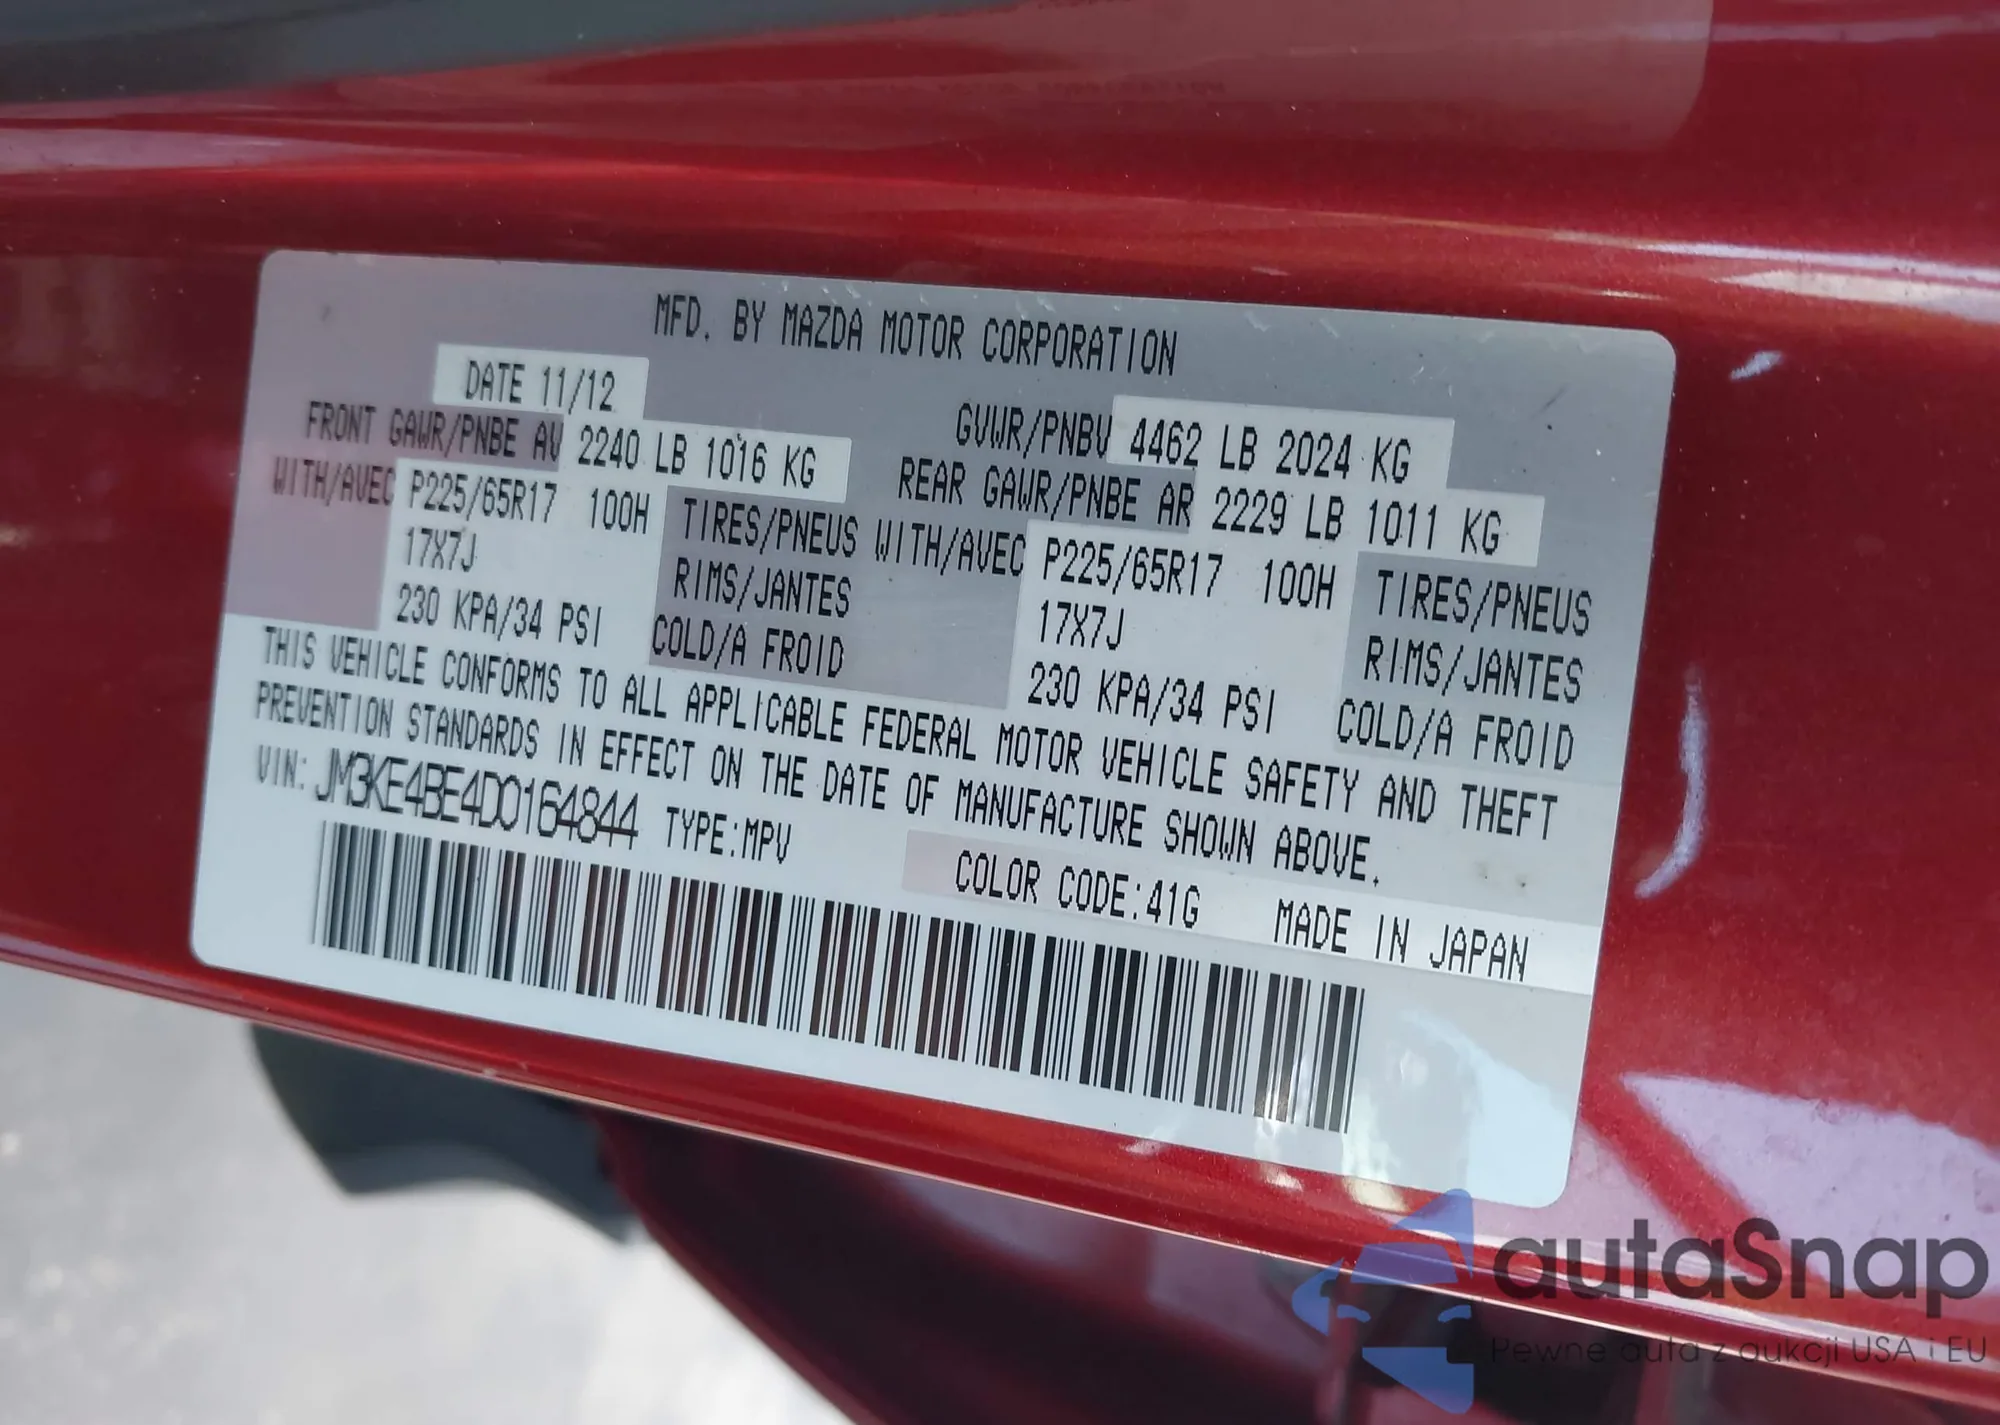 MFD. BY MAZDA MOTOR CORPORATION
DATE 11/12
GVWR/PNBV 4462 LB 2024 KG
FRONT GAWR/PNBE AV 2240 LB 1016 KG
REAR GAWR/PNBE AR 2229 LB 1011 KG
WITH/AVEC P225/65R17 100H TIRES/PNEUS WITH/AVEC P225/65R17 100H TIRES/PNEUS
17X7J RIMS/JANTES 17X7J RIMS/JANTES
230 KPA/34 PSI COLD/A FROID 230 KPA/34 PSI COLD/A FROID
THIS VEHICLE CONFORMS TO ALL APPLICABLE FEDERAL MOTOR VEHICLE SAFETY AND THEFT
PREVENTION STANDARDS IN EFFECT ON THE DATE OF MANUFACTURE SHOWN ABOVE.
VIN: JM3KE4BE4D0164844 TYPE:MPV
COLOR CODE:41G MADE IN JAPAN
autaSnap
Pewne auta z aukcji USA i EU